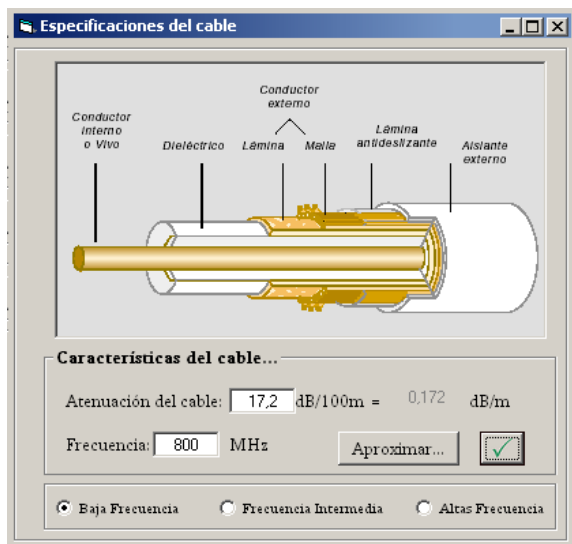 Especificaciones del cable
Conductor
externo
Conductor
Interno
o Vivo
Dieléctrico
Lámina
Malla
Lámina
antideslizante
Aislante
externo
Características del cable...
Atenuación del cable: 17,2 dB/100m = 0,172 dB/m
Frecuencia: 800 MHz
Aproximar...
Baja Frecuencia
Frecuencia Intermedia
Altas Frecuencia